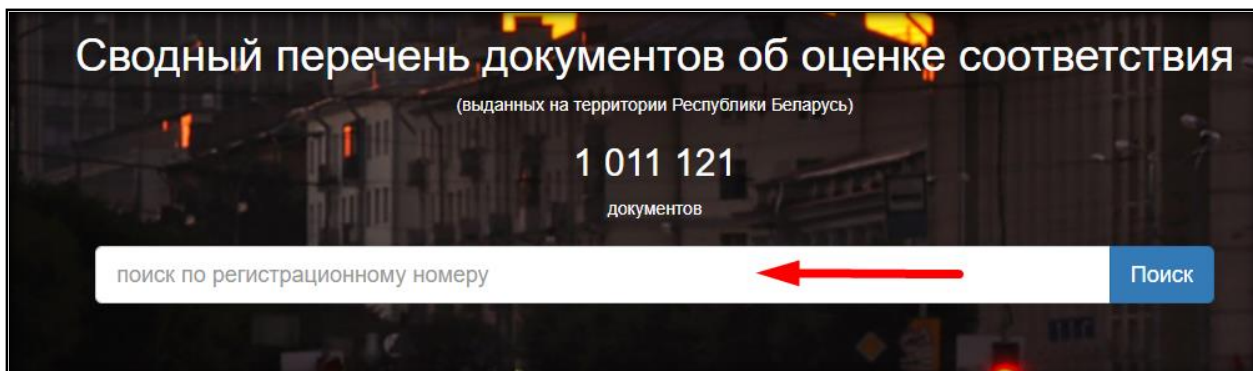 Сводный перечень документов об оценке соответствия
(выданных на территории Республики Беларусь)
1 011 121
документов
поиск по регистрационному номеру
Поиск